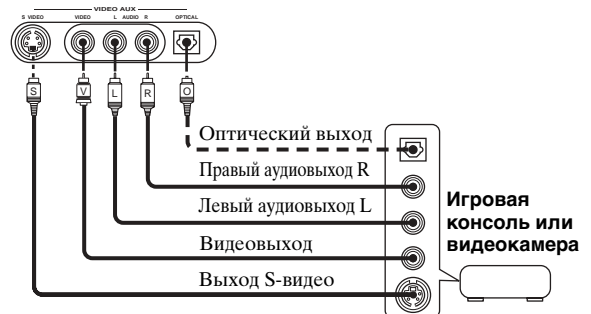 VIDEO AUX
S VIDEO VIDEO L AUDIO R OPTICAL
S V L R O
Оптический выход
Правый аудиовыход R
Левый аудиовыход L
Видеовыход
Выход S-видео
Игровая
консоль или
видеокамера